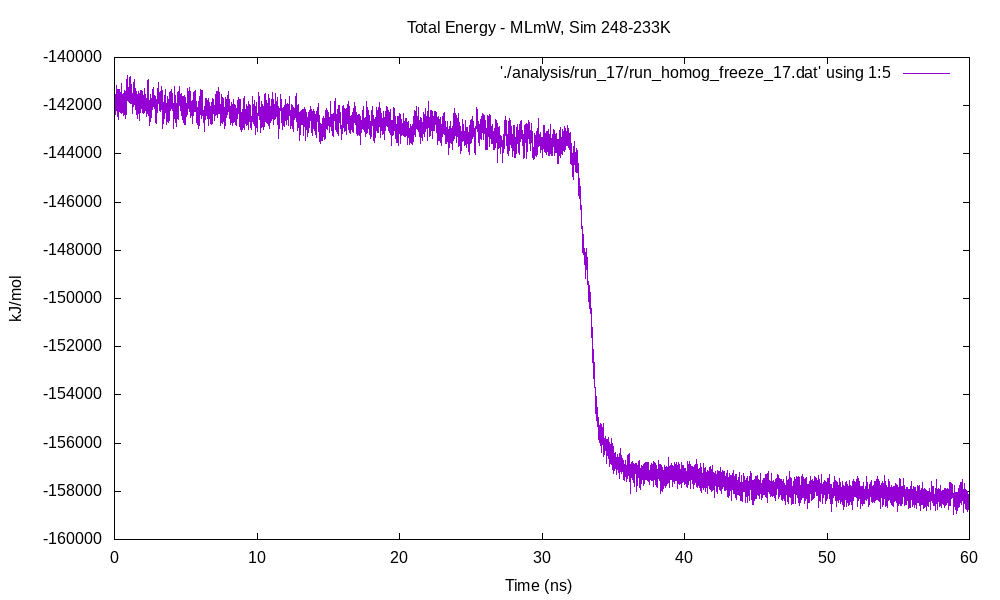 Total Energy - MLmW, Sim 248-233K
'./analysis/run_17/run_homog_freeze_17.dat' using 1:5
-140000
-142000
-144000
-146000
-148000
-150000
-152000
-154000
-156000
-158000
-160000
kJ/mol
0 10 20 30 40 50 60
Time (ns)